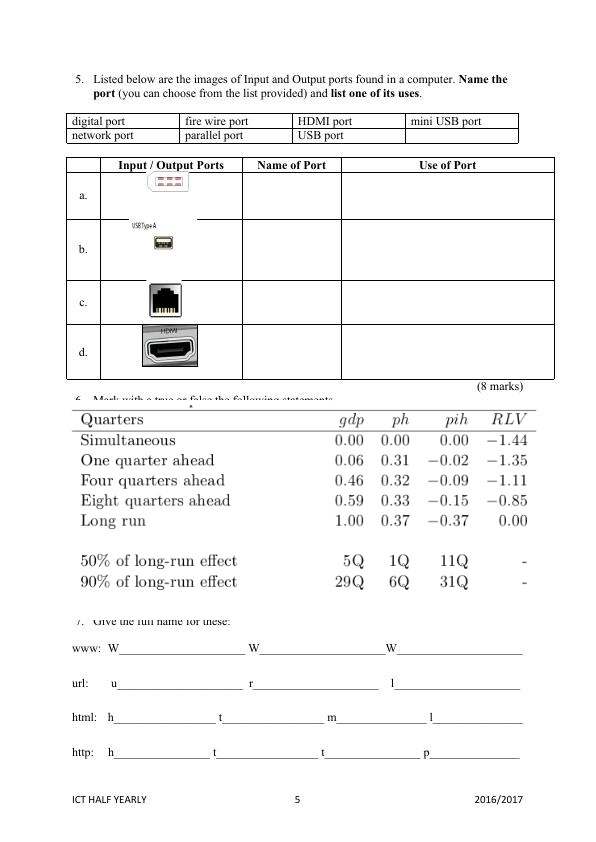 5. Listed below are the images of Input and Output ports found in a computer. Name the
port (you can choose from the list provided) and list one of its uses.
digital port fire wire port HDMI port mini USB port
network port parallel port USB port
Input / Output Ports Name of Port Use of Port
a.
USB Type A
b.
c.
HDMI
d.
(8 marks)
6. Mark with a true or false the following statements
Quarters gdp ph pih RLV
Simultaneous 0.00 0.00 0.00 −1.44
One quarter ahead 0.06 0.31 −0.02 −1.35
Four quarters ahead 0.46 0.32 −0.09 −1.11
Eight quarters ahead 0.59 0.33 −0.15 −0.85
Long run 1.00 0.37 −0.37 0.00
50% of long-run effect 5Q 1Q 11Q -
90% of long-run effect 29Q 6Q 31Q -
7. Give the full name for these:
www: W____________________ W____________________W____________________
url: u____________________ r____________________ l____________________
html: h________________ t________________ m_______________ l______________
http: h_______________ t________________ t_______________ p______________
ICT HALF YEARLY 5 2016/2017